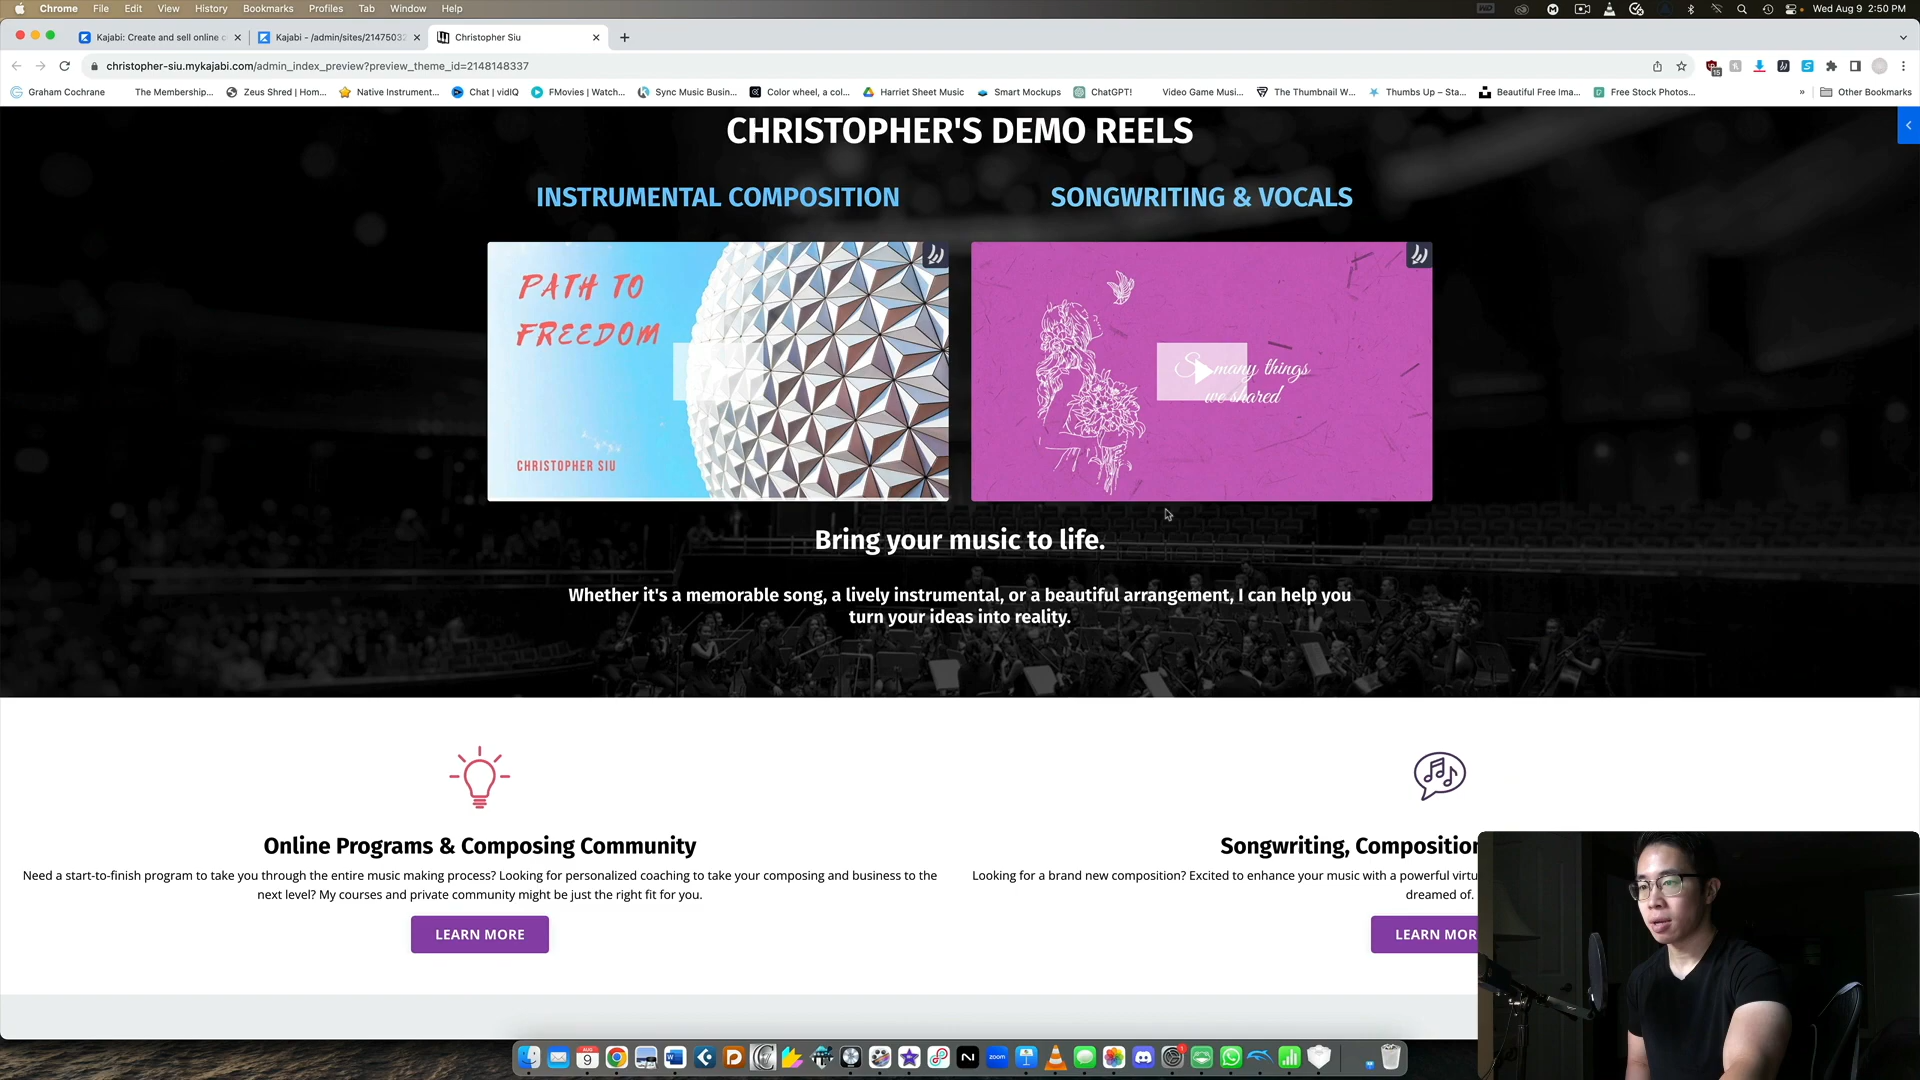 Chrome File Edit View History Bookmarks Profiles Tab Window Help Wed Aug 9 2:50 PM
Kajabi: Create and sell online c Kajabi - /admin/sites/21475032 Christopher Siu
christopher-siu.mykajabi.com/admin_index_preview?preview_theme_id=2148148337
15
Graham Cochrane The Membership... Zeus Shred | Hom... Native Instrument... Chat | vidIQ FMovies | Watch... Sync Music Busin... Color wheel, a col... Harriet Sheet Music Smart Mockups ChatGPT! Video Game Musi... The Thumbnail W... Thumbs Up – Sta... Beautiful Free Ima... Free Stock Photos... » Other Bookmarks
CHRISTOPHER'S DEMO REELS
INSTRUMENTAL COMPOSITION
SONGWRITING & VOCALS
PATH TO
FREEDOM
CHRISTOPHER SIU
many things
we shared
Bring your music to life.
Whether it's a memorable song, a lively instrumental, or a beautiful arrangement, I can help you
turn your ideas into reality.
Online Programs & Composing Community
Need a start-to-finish program to take you through the entire music making process? Looking for personalized coaching to take your composing and business to the
next level? My courses and private community might be just the right fit for you.
LEARN MORE
Songwriting, Composition
Looking for a brand new composition? Excited to enhance your music with a powerful virtu
dreamed of.
LEARN MOR
AUG
9
zoom